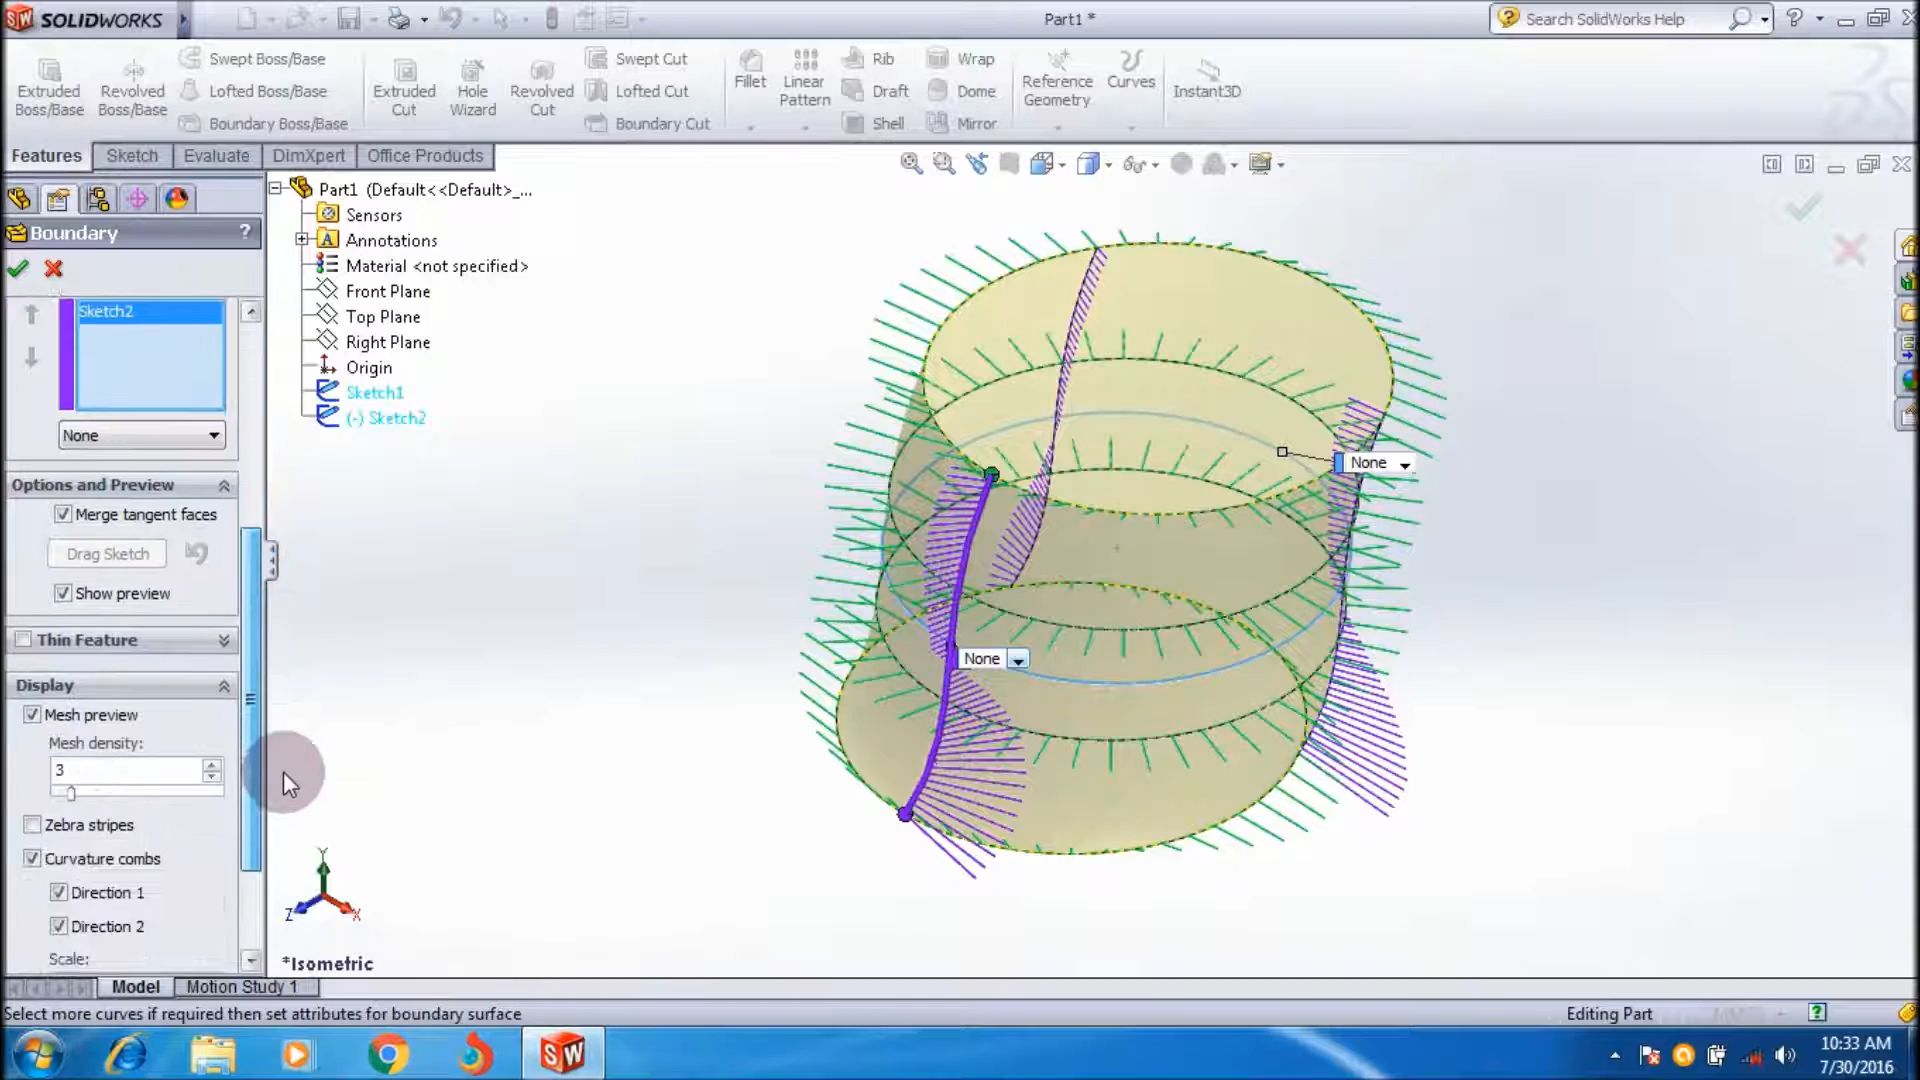 SOLIDWORKS
Part1 *
Search SolidWorks Help
Extruded Boss/Base
Revolved Boss/Base
Swept Boss/Base
Lofted Boss/Base
Boundary Boss/Base
Extruded Cut
Hole Wizard
Revolved Cut
Swept Cut
Lofted Cut
Boundary Cut
Fillet
Linear Pattern
Rib
Draft
Shell
Wrap
Dome
Mirror
Reference Geometry
Curves
Instant3D
Features
Sketch
Evaluate
DimXpert
Office Products
Boundary
?
Sketch2
None
Options and Preview
Merge tangent faces
Drag Sketch
Show preview
Thin Feature
Display
Mesh preview
Mesh density:
3
Zebra stripes
Curvature combs
Direction 1
Direction 2
Scale:
Part1 (Default<<Default>_...
Sensors
Annotations
Material <not specified>
Front Plane
Top Plane
Right Plane
Origin
Sketch1
(-) Sketch2
None
None
Y
Z
X
*Isometric
Model
Motion Study 1
Select more curves if required then set attributes for boundary surface
Editing Part
10:33 AM
7/30/2016